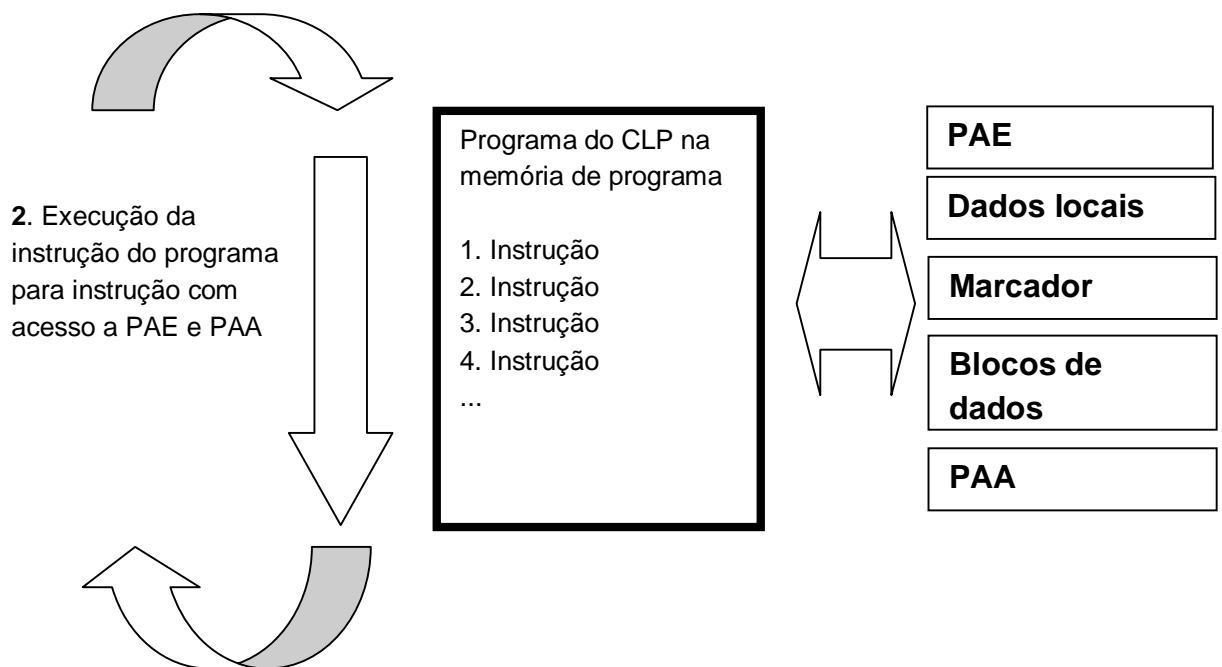 2. Execução da
instrução do programa
para instrução com
acesso a PAE e PAA
Programa do CLP na
memória de programa
1. Instrução
2. Instrução
3. Instrução
4. Instrução
...
PAE
Dados locais
Marcador
Blocos de
dados
PAA